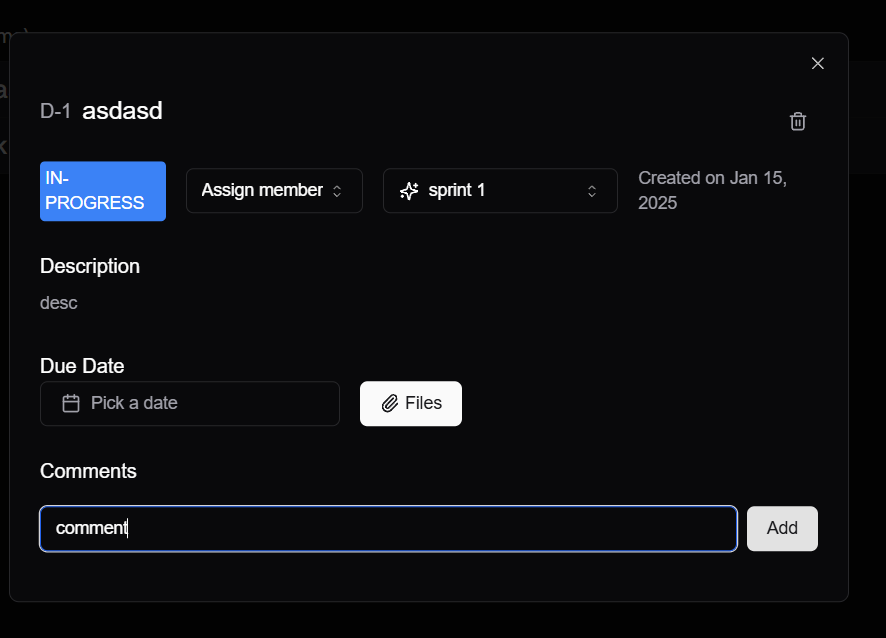 D-1 asdasd
IN-
PROGRESS
Assign member
sprint 1
Created on Jan 15,
2025
Description
desc
Due Date
Pick a date
Files
Comments
comment
Add